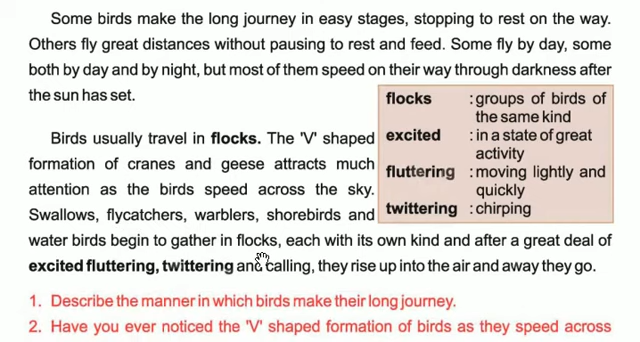 Some birds make the long journey in easy stages, stopping to rest on the way.
Others fly great distances without pausing to rest and feed. Some fly by day, some
both by day and by night, but most of them speed on their way through darkness after
the sun has set.
Birds usually travel in flocks. The 'V' shaped
formation of cranes and geese attracts much
attention as the birds speed across the sky.
Swallows, flycatchers, warblers, shorebirds and
water birds begin to gather in flocks, each with its own kind and after a great deal of
excited fluttering, twittering and calling, they rise up into the air and away they go.
flocks : groups of birds of
the same kind
excited : in a state of great
activity
fluttering : moving lightly and
quickly
twittering : chirping
1. Describe the manner in which birds make their long journey.
2. Have you ever noticed the 'V' shaped formation of birds as they speed across